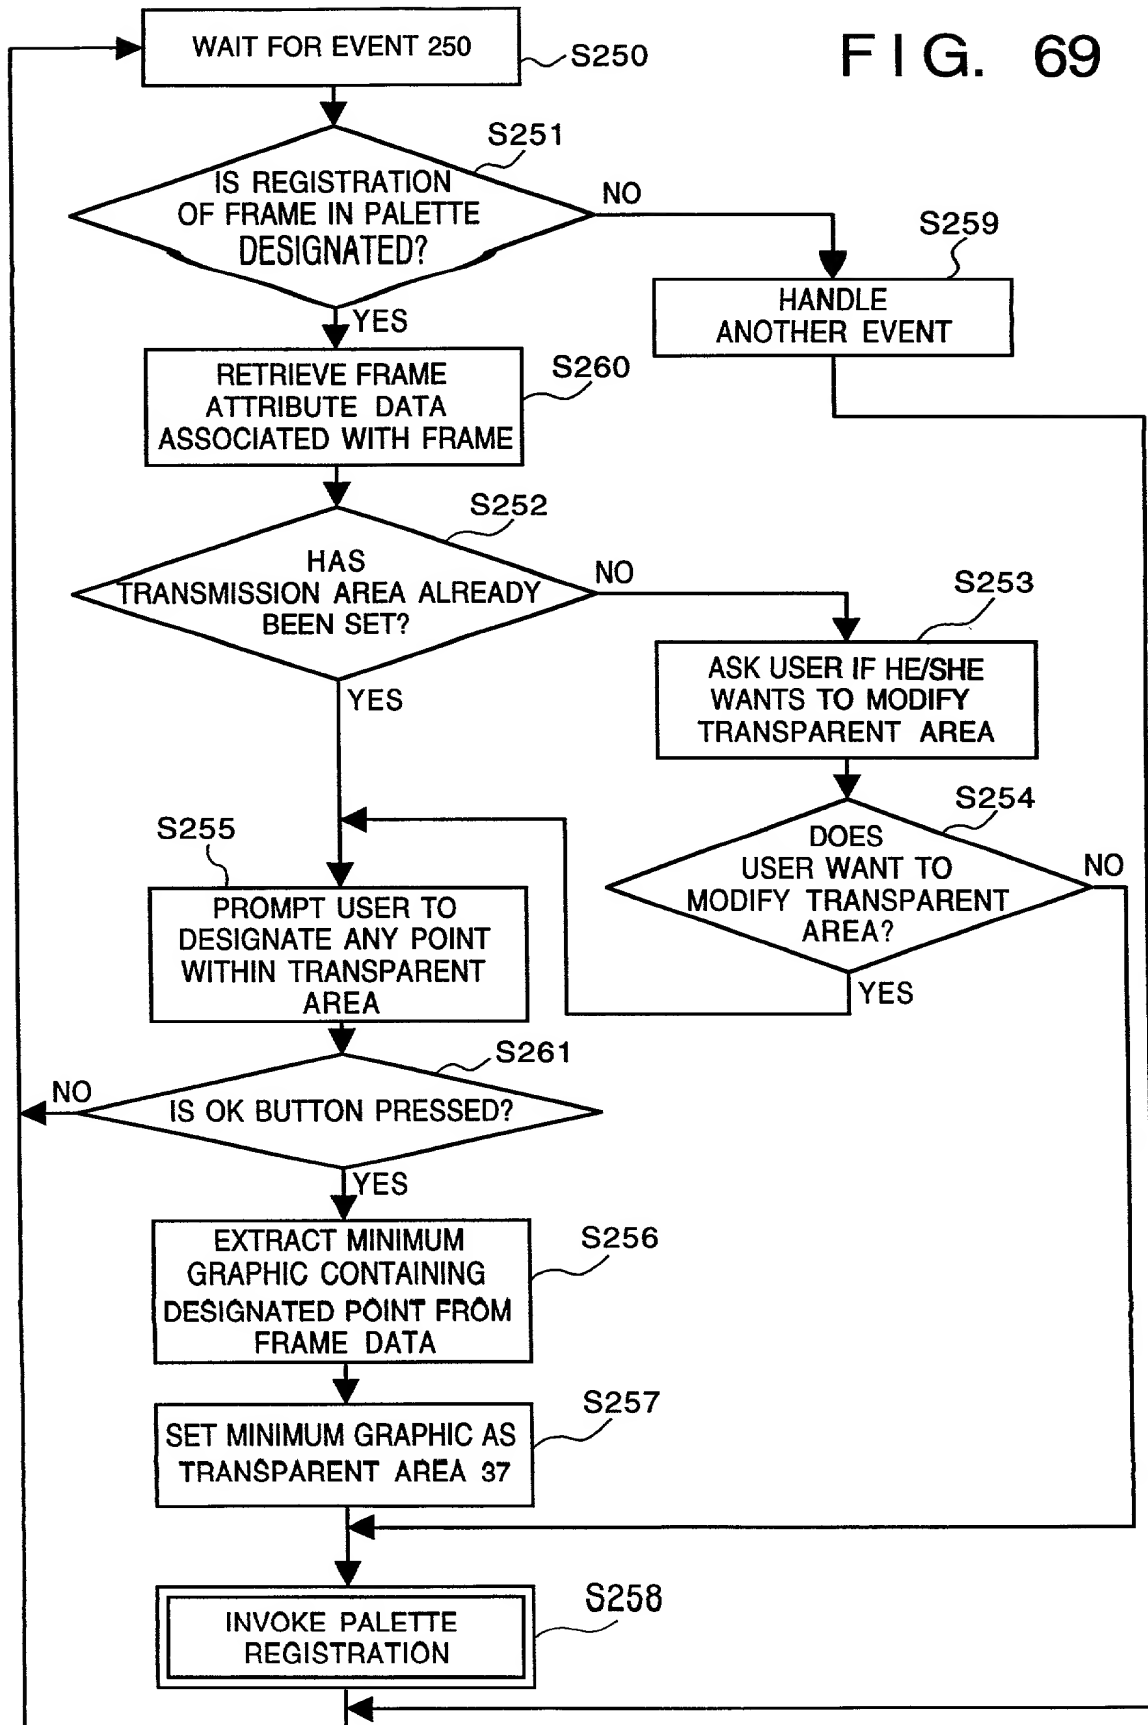 FIG. 69
WAIT FOR EVENT 250
S250
S251
IS REGISTRATION
OF FRAME IN PALETTE
DESIGNATED?
NO
S259
HANDLE
ANOTHER EVENT
YES
S260
RETRIEVE FRAME
ATTRIBUTE DATA
ASSOCIATED WITH FRAME
S252
HAS
TRANSMISSION AREA ALREADY
BEEN SET?
NO
S253
ASK USER IF HE/SHE
WANTS TO MODIFY
TRANSPARENT AREA
YES
S254
DOES
USER WANT TO
MODIFY TRANSPARENT
AREA?
NO
YES
S255
PROMPT USER TO
DESIGNATE ANY POINT
WITHIN TRANSPARENT
AREA
S261
NO
IS OK BUTTON PRESSED?
YES
EXTRACT MINIMUM
GRAPHIC CONTAINING
DESIGNATED POINT FROM
FRAME DATA
S256
S257
SET MINIMUM GRAPHIC AS
TRANSPARENT AREA 37
S258
INVOKE PALETTE
REGISTRATION